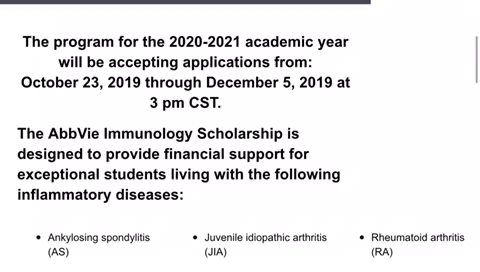 The program for the 2020-2021 academic year
will be accepting applications from:
October 23, 2019 through December 5, 2019 at
3 pm CST.
The AbbVie Immunology Scholarship is
designed to provide financial support for
exceptional students living with the following
inflammatory diseases:
• Ankylosing spondylitis • Juvenile idiopathic arthritis • Rheumatoid arthritis
(AS) (JIA) (RA)